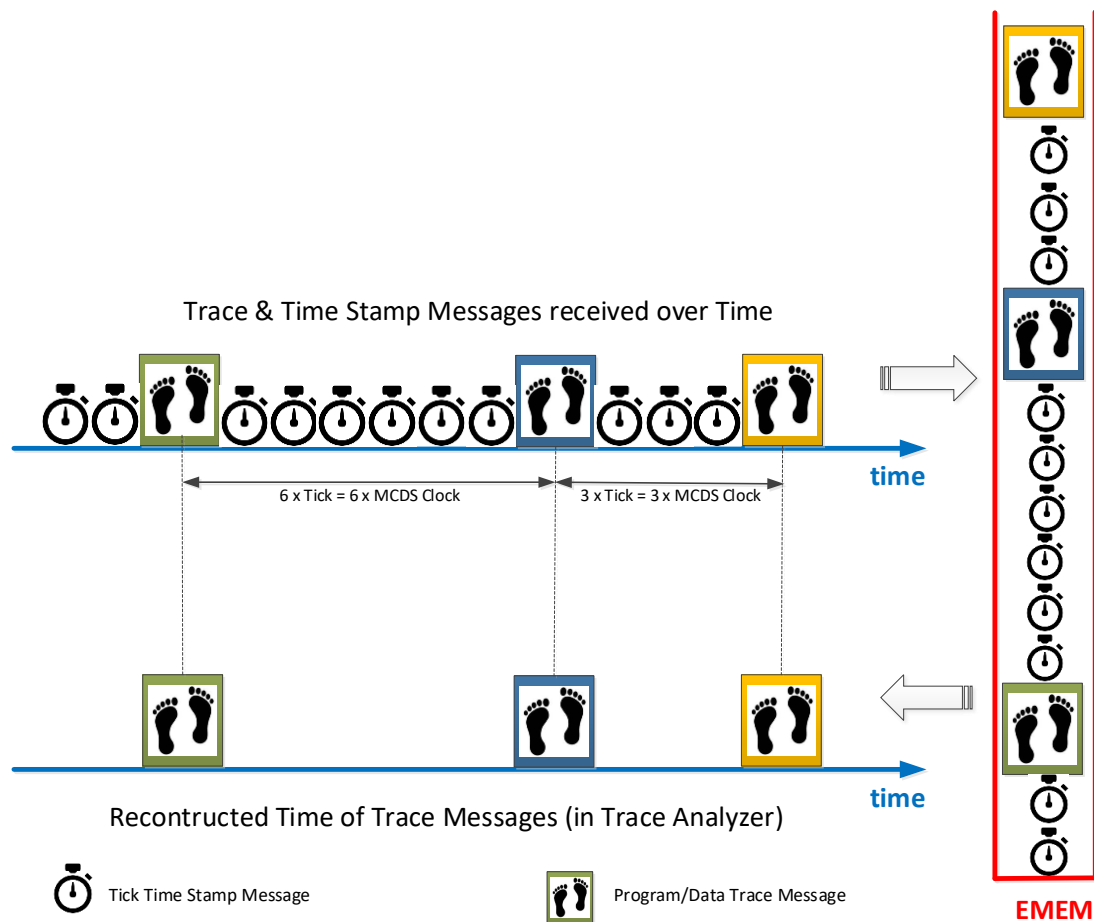 Trace & Time Stamp Messages received over Time
time
6 x Tick = 6 x MCDS Clock
3 x Tick = 3 x MCDS Clock
time
Recontructed Time of Trace Messages (in Trace Analyzer)
Tick Time Stamp Message
Program/Data Trace Message
EMEM